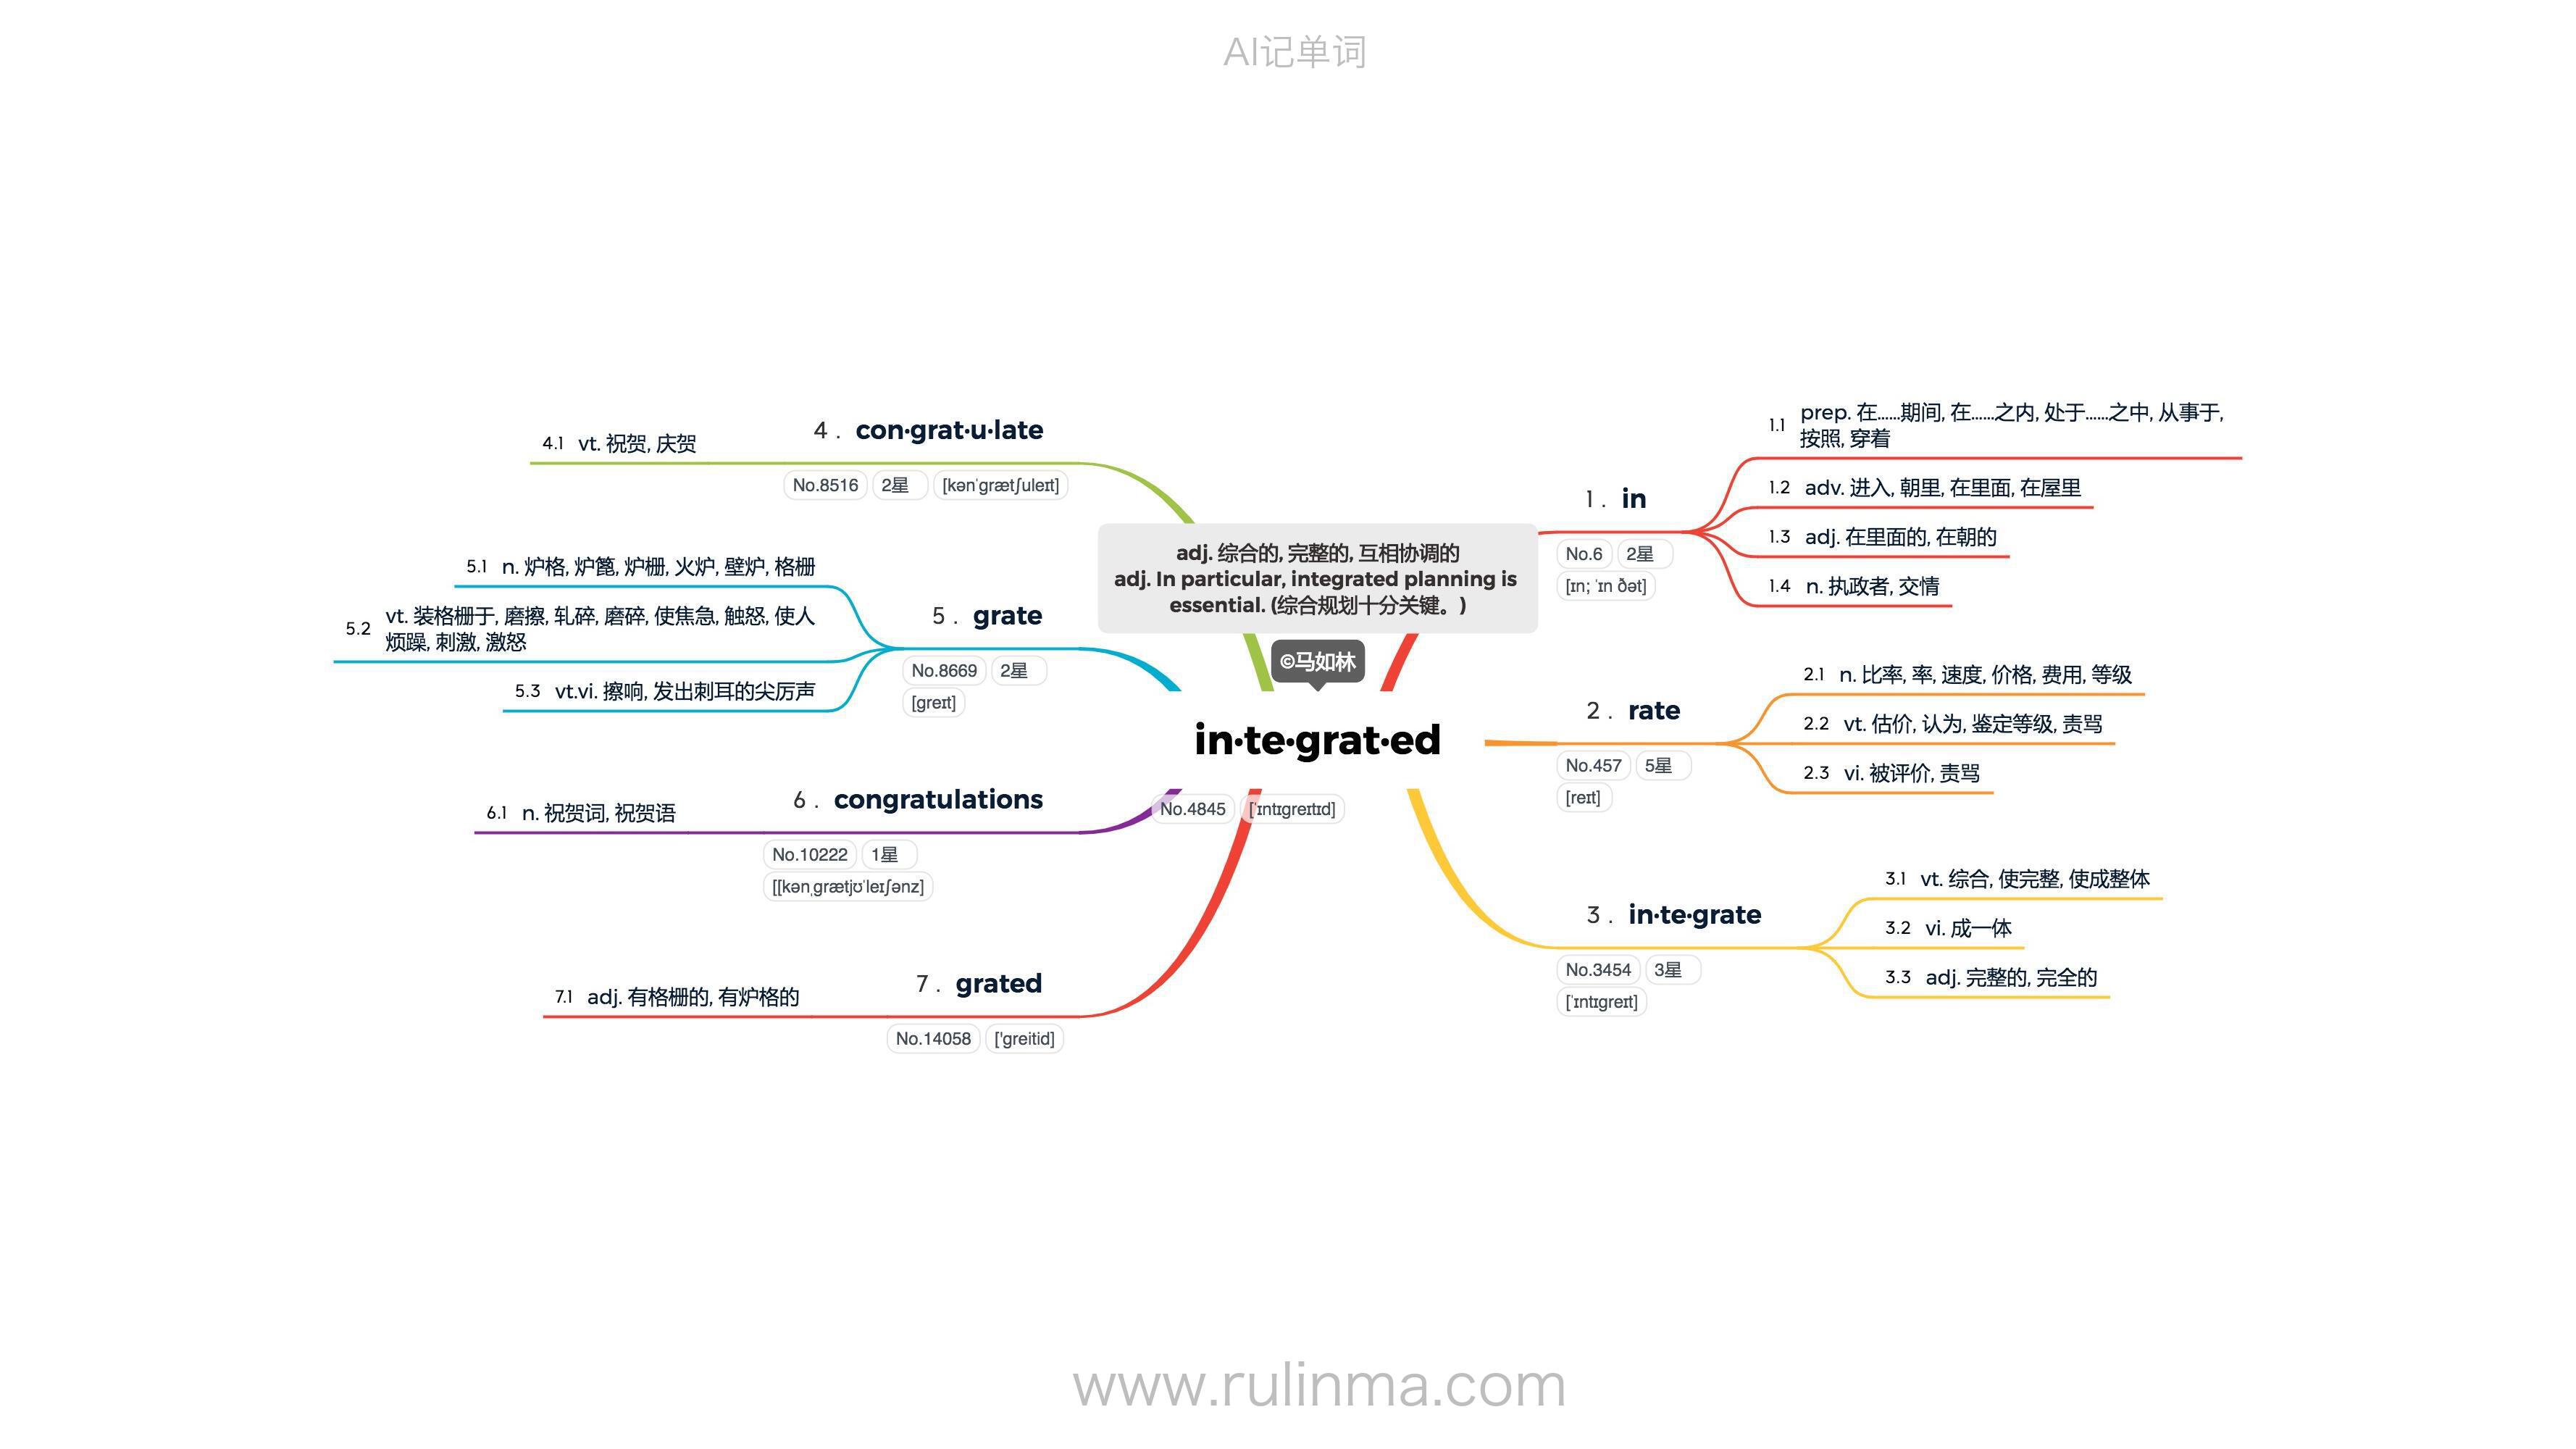 AI记单词
adj. 综合的, 完整的, 互相协调的
adj. In particular, integrated planning is
essential. (综合规划十分关键。)
©马如林
in·te·grat·ed
No.4845 [ˈɪntɪgreɪtɪd]
1 . in
No.6 2星
[ɪn; ˈɪn ðət]
1.1 prep. 在......期间, 在......之内, 处于......之中, 从事于,
按照, 穿着
1.2 adv. 进入, 朝里, 在里面, 在屋里
1.3 adj. 在里面的, 在朝的
1.4 n. 执政者, 交情
2 . rate
No.457 5星
[reɪt]
2.1 n. 比率, 率, 速度, 价格, 费用, 等级
2.2 vt. 估价, 认为, 鉴定等级, 责骂
2.3 vi. 被评价, 责骂
3 . in·te·grate
No.3454 3星
[ˈɪntɪgreɪt]
3.1 vt. 综合, 使完整, 使成整体
3.2 vi. 成一体
3.3 adj. 完整的, 完全的
4 . con·grat·u·late
No.8516 2星 [kənˈgrætʃuleɪt]
4.1 vt. 祝贺, 庆贺
5 . grate
No.8669 2星
[greɪt]
5.1 n. 炉格, 炉篦, 炉栅, 火炉, 壁炉, 格栅
5.2 vt. 装格栅于, 磨擦, 轧碎, 磨碎, 使焦急, 触怒, 使人
烦躁, 刺激, 激怒
5.3 vt.vi. 擦响, 发出刺耳的尖厉声
6 . congratulations
No.10222 1星
[[kənˌgrætjʊˈleɪʃənz]
6.1 n. 祝贺词, 祝贺语
7 . grated
No.14058 ['greitid]
7.1 adj. 有格栅的, 有炉格的
www.rulinma.com